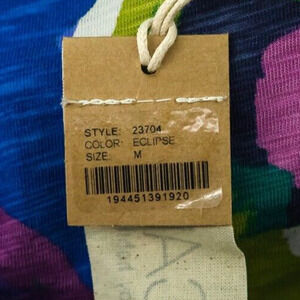 STYLE: 23704
COLOR: ECLIPSE
SIZE: M
194451391920